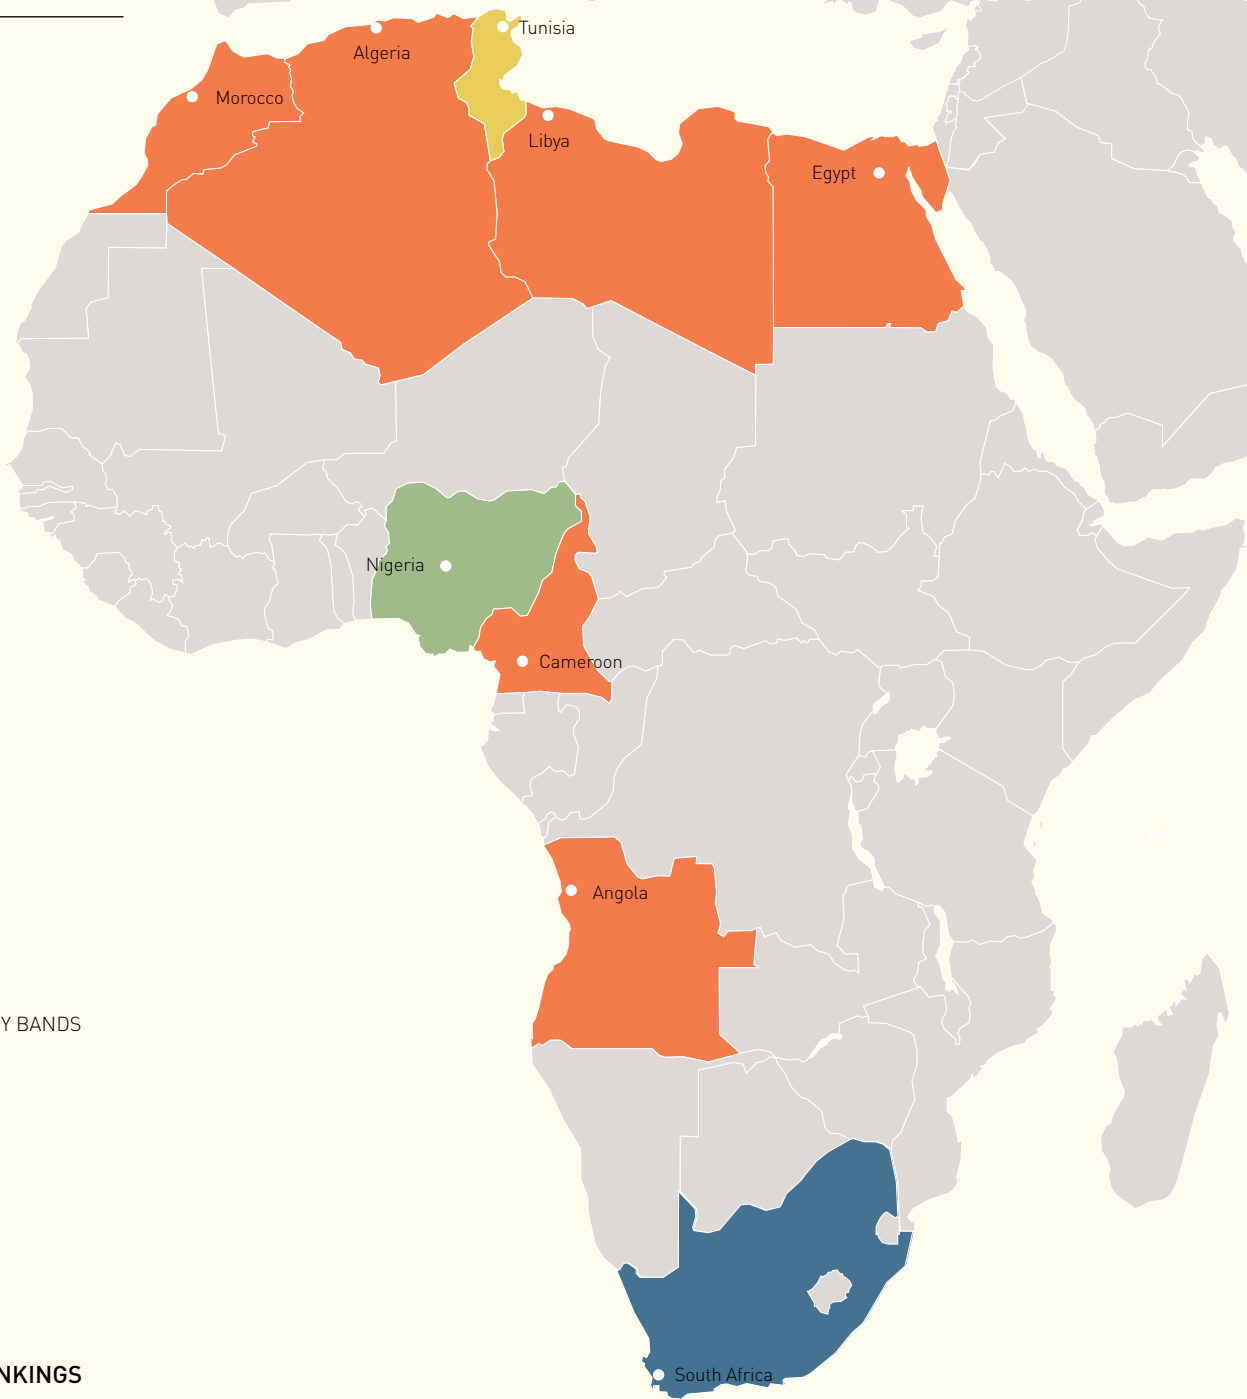 Tunisia
Algeria
Morocco
Libya
Egypt
Nigeria
Cameroon
Angola
Y BANDS
NKINGS
South Africa